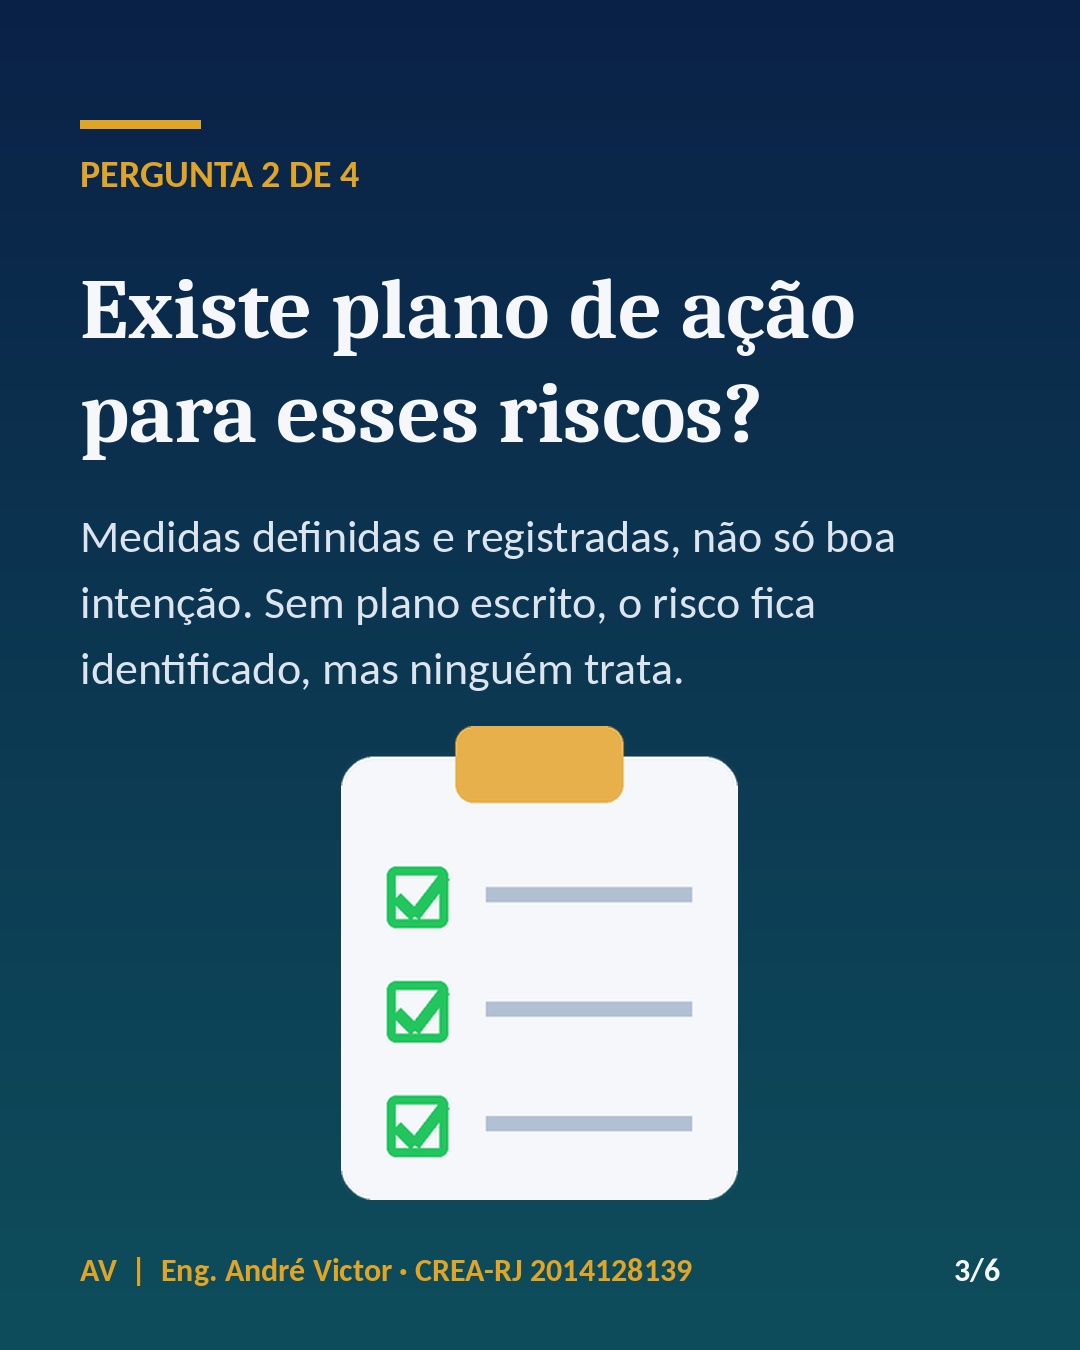 PERGUNTA 2 DE 4
Existe plano de ação
para esses riscos?
Medidas definidas e registradas, não só boa
intenção. Sem plano escrito, o risco fica
identificado, mas ninguém trata.
AV | Eng. André Victor · CREA-RJ 2014128139
3/6